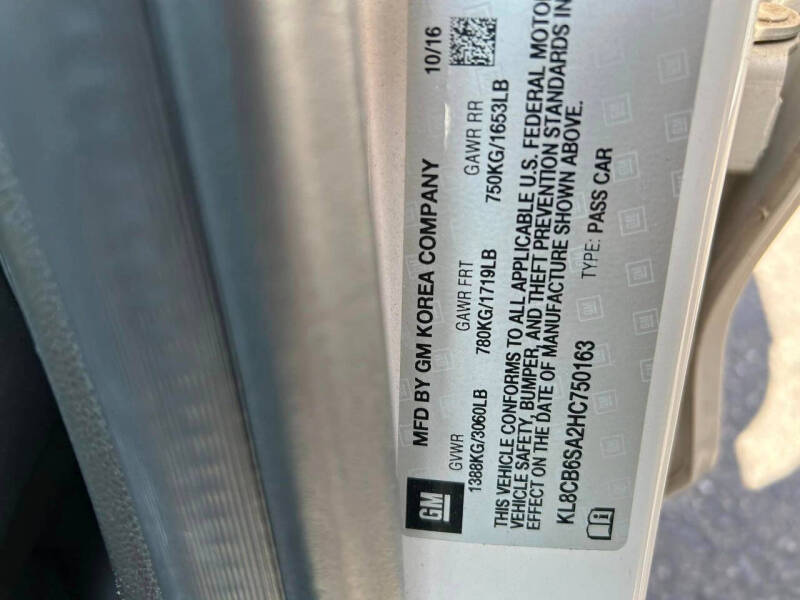 GM
MFD BY GM KOREA COMPANY
10/16
GVWR
GAWR FRT
GAWR RR
1388KG/3060LB
780KG/1719LB
750KG/1653LB
THIS VEHICLE CONFORMS TO ALL APPLICABLE U.S. FEDERAL MOTOR
VEHICLE SAFETY, BUMPER, AND THEFT PREVENTION STANDARDS IN
EFFECT ON THE DATE OF MANUFACTURE SHOWN ABOVE.
KL8CB6SA2HC750163
TYPE: PASS CAR